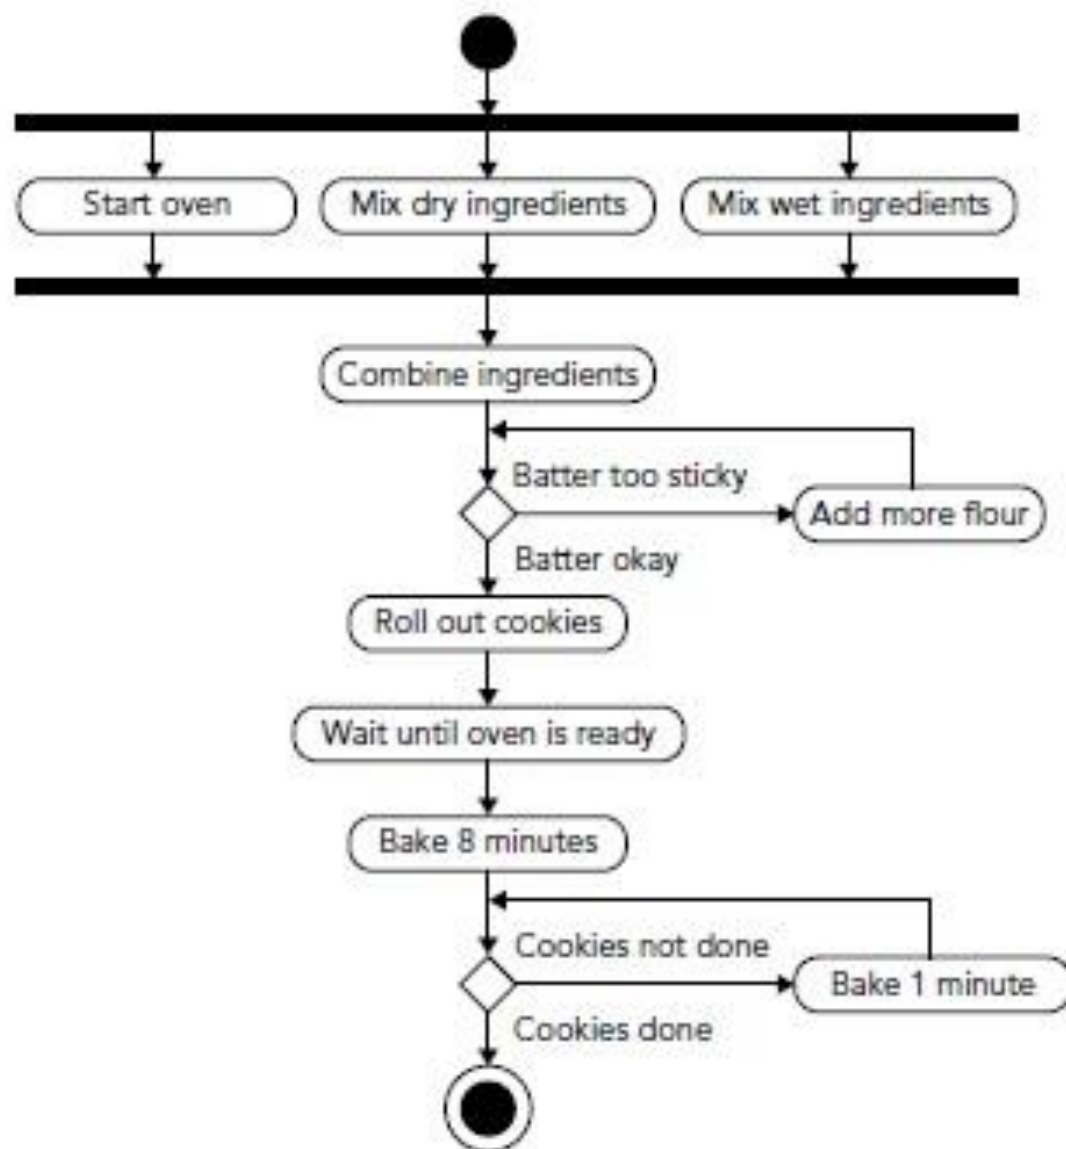 Start oven
Mix dry ingredients
Mix wet ingredients
Combine ingredients
Batter too sticky
Add more flour
Batter okay
Roll out cookies
Wait until oven is ready
Bake 8 minutes
Cookies not done
Bake 1 minute
Cookies done